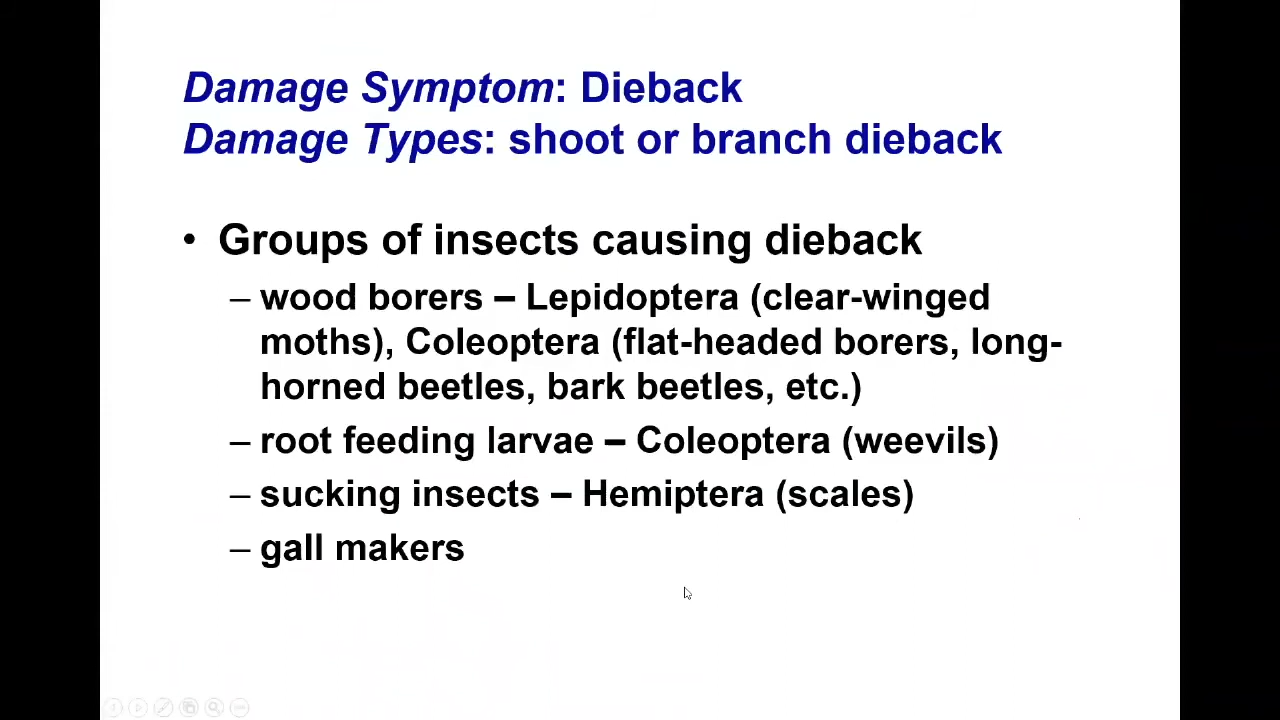 Damage Symptom: Dieback
Damage Types: shoot or branch dieback
• Groups of insects causing dieback
– wood borers – Lepidoptera (clear-winged
moths), Coleoptera (flat-headed borers, long-
horned beetles, bark beetles, etc.)
– root feeding larvae – Coleoptera (weevils)
– sucking insects – Hemiptera (scales)
– gall makers